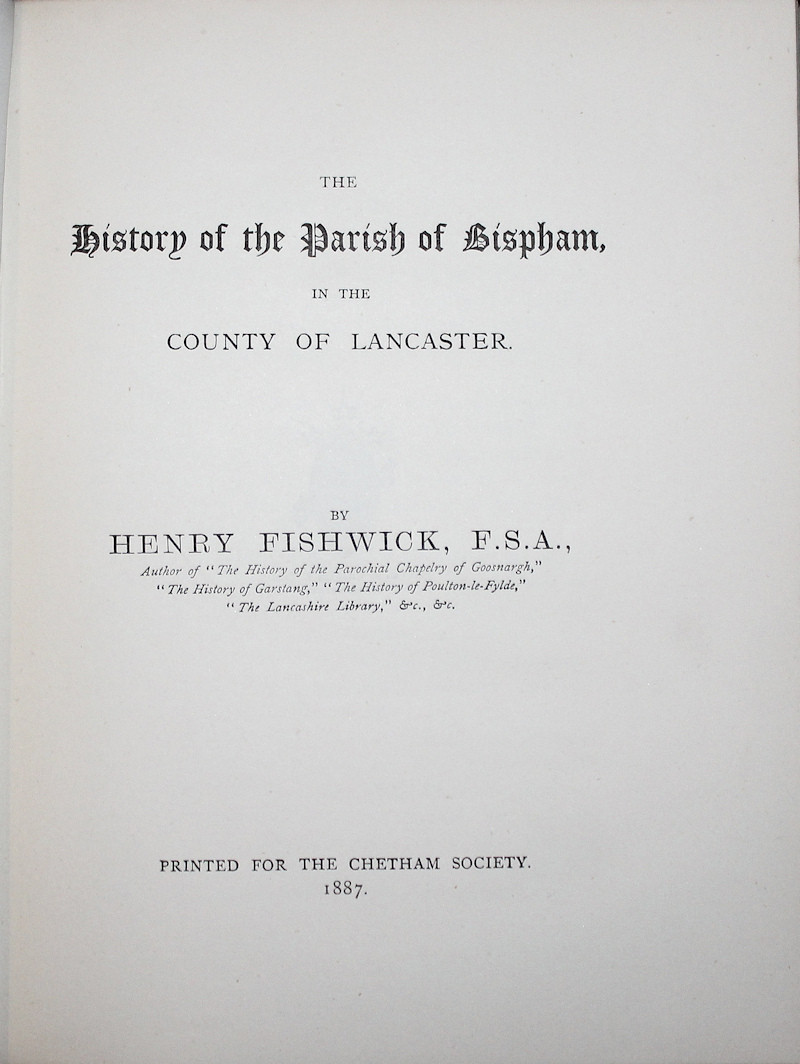 THE
History of the Parish of Bispham,
IN THE
COUNTY OF LANCASTER.
BY
HENRY FISHWICK, F.S.A.,
Author of "The History of the Parochial Chapelry of Goosnargh,"
"The History of Garstang," "The History of Poulton-le-Fylde,"
"The Lancashire Library," &c., &c.
PRINTED FOR THE CHETHAM SOCIETY.
1887.